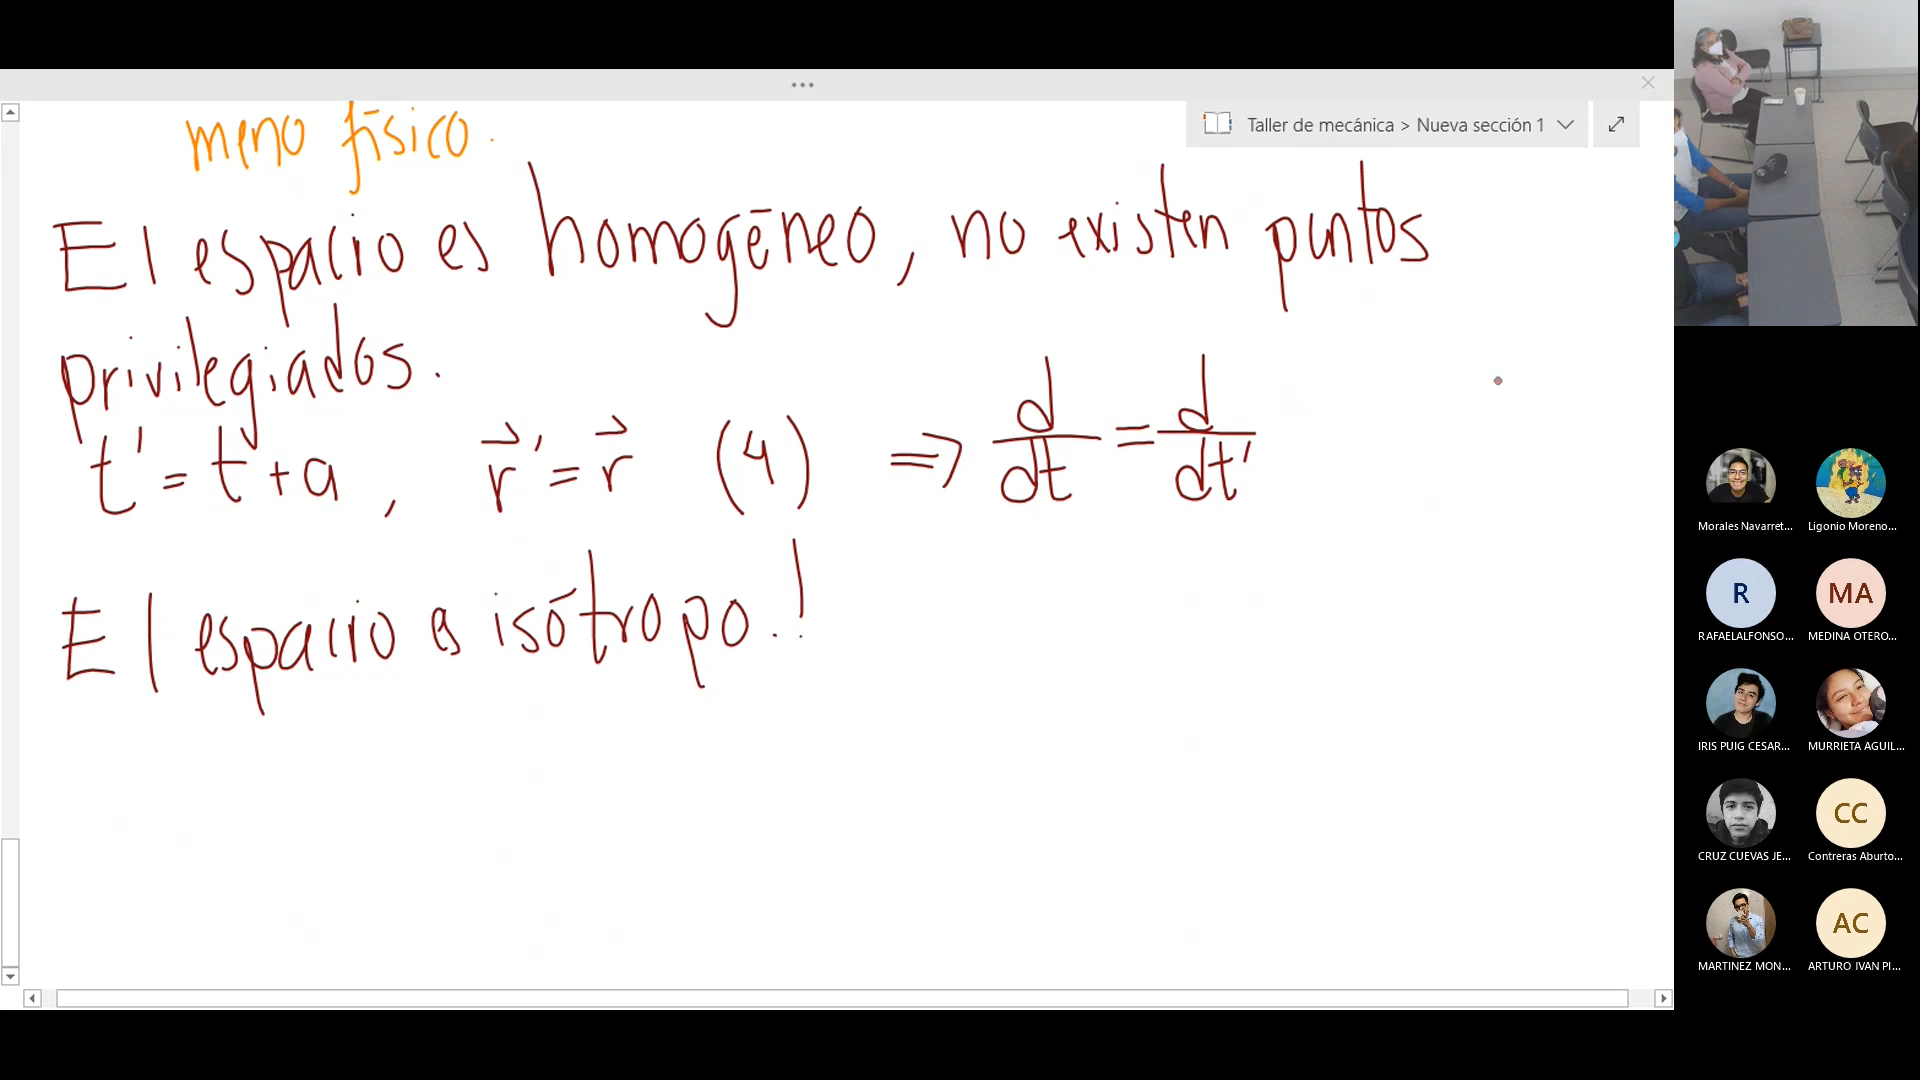 meno físico.
Taller de mecánica > Nueva sección 1
El espacio es homogéneo, no existen puntos
privilegiados.
t' = t + a , r⃗' = r⃗ (4) ⇒ d/dt = d/dt'
El espacio es isótropo.!
Morales Navarret...
Ligonio Moreno...
R
MA
RAFAELALFONSO...
MEDINA OTERO...
IRIS PUIG CESAR...
MURRIETA AGUIL...
CC
CRUZ CUEVAS JE...
Contreras Aburto...
AC
MARTINEZ MON...
ARTURO IVAN PI...